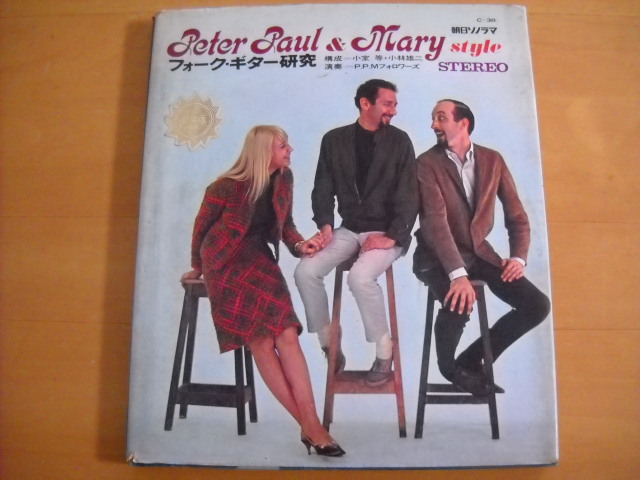 C-30
朝日ソノラマ
Peter Paul & Mary style
フォーク・ギター研究
構成―小室 等・小林雄二
演奏―P.P.Mフォロワーズ
STEREO